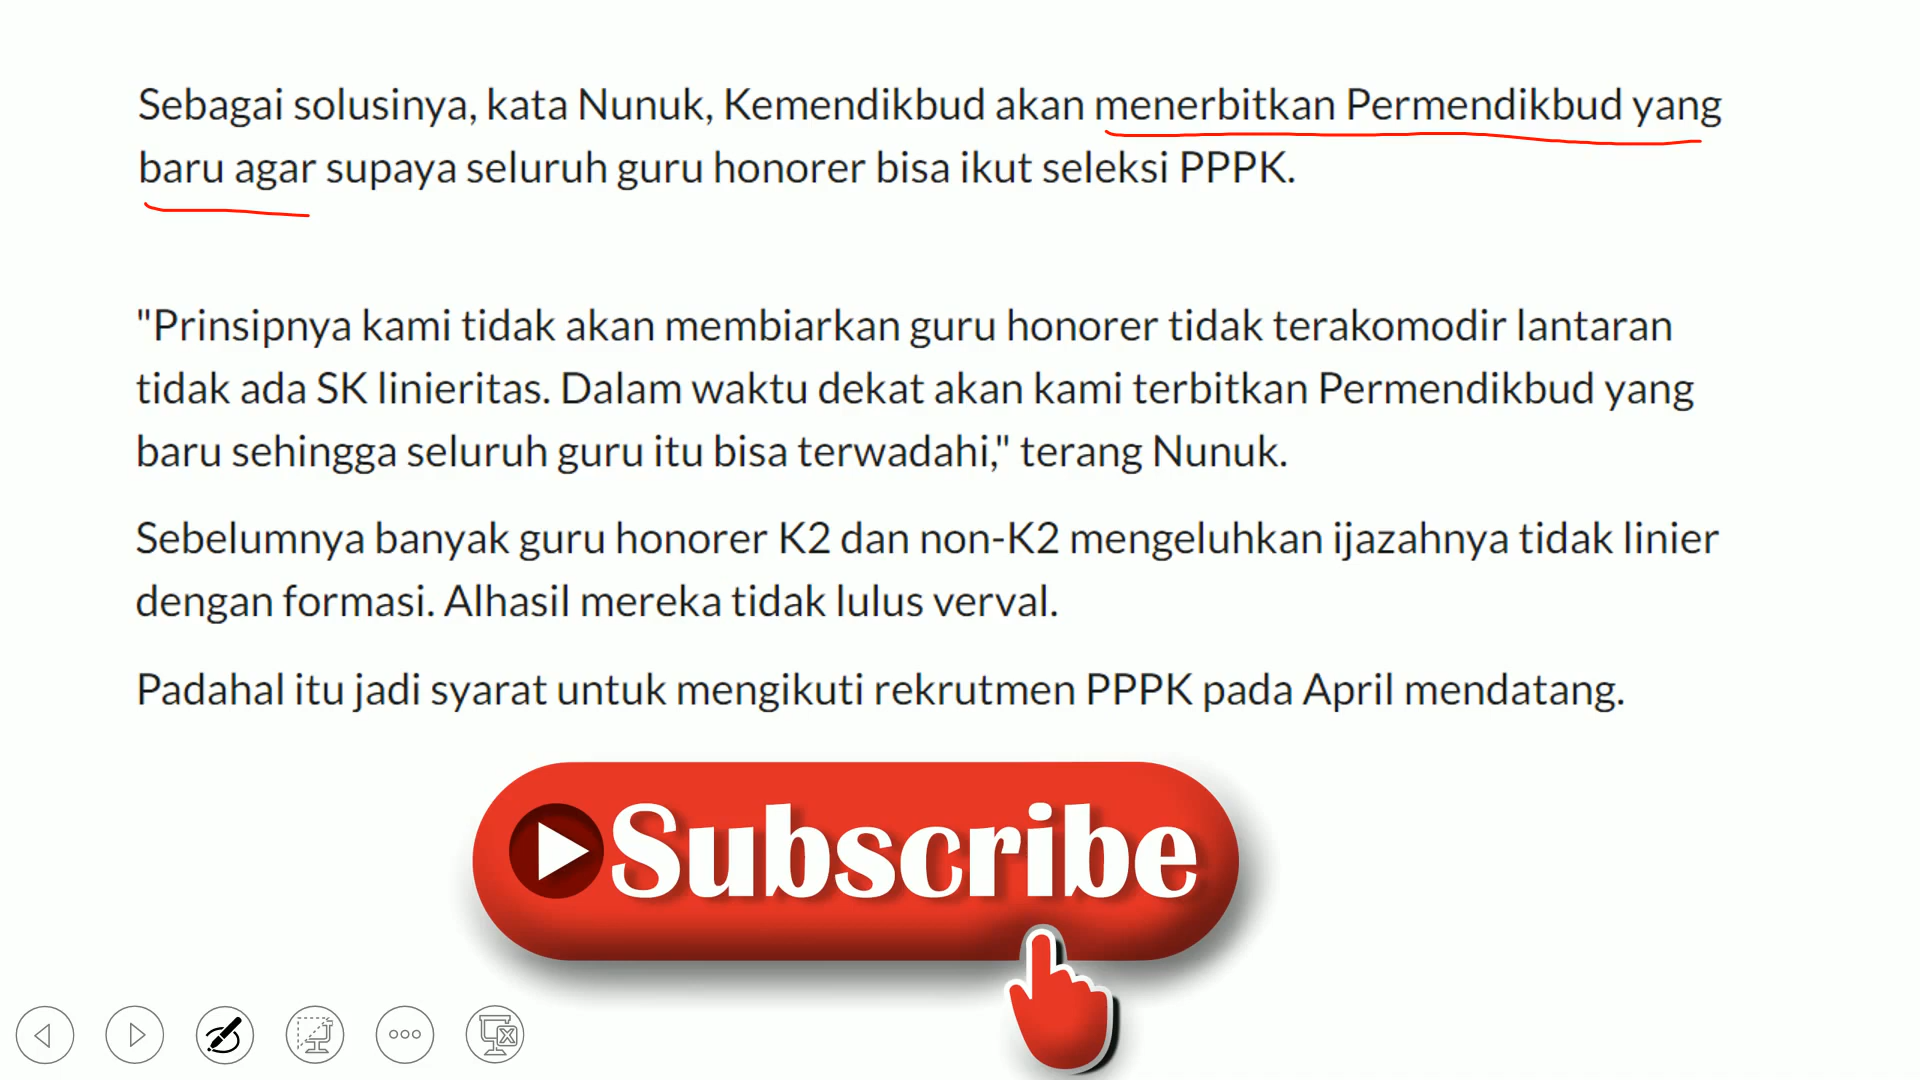 Sebagai solusinya, kata Nunuk, Kemendikbud akan menerbitkan Permendikbud yang
baru agar supaya seluruh guru honorer bisa ikut seleksi PPPK.
"Prinsipnya kami tidak akan membiarkan guru honorer tidak terakomodir lantaran
tidak ada SK linieritas. Dalam waktu dekat akan kami terbitkan Permendikbud yang
baru sehingga seluruh guru itu bisa terwadahi," terang Nunuk.
Sebelumnya banyak guru honorer K2 dan non-K2 mengeluhkan ijazahnya tidak linier
dengan formasi. Alhasil mereka tidak lulus verval.
Padahal itu jadi syarat untuk mengikuti rekrutmen PPPK pada April mendatang.
Subscribe